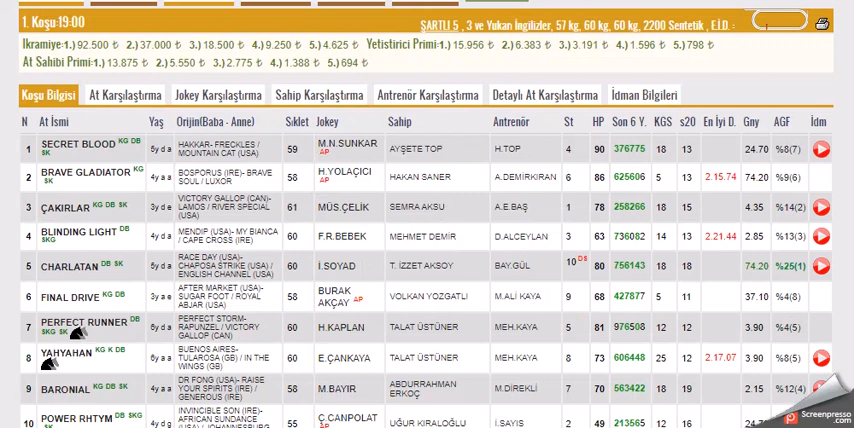 1. Koşu:19:00
ŞARTLI 5 , 3 ve Yukarı İngilizler, 57 kg, 60 kg, 60 kg, 2200 Sentetik , E.İ.D. :
İkramiye:1.) 92.500 ₺ 2.) 37.000 ₺ 3.) 18.500 ₺ 4.) 9.250 ₺ 5.) 4.625 ₺ Yetistirici Primi:1.) 15.956 ₺ 2.) 6.383 ₺ 3.) 3.191 ₺ 4.) 1.596 ₺ 5.) 798 ₺
At Sahibi Primi:1.) 13.875 ₺ 2.) 5.550 ₺ 3.) 2.775 ₺ 4.) 1.388 ₺ 5.) 694 ₺
Koşu Bilgisi At Karşılaştırma Jokey Karşılaştırma Sahip Karşılaştırma Antrenör Karşılaştırma Detaylı At Karşılaştırma İdman Bilgileri
N At İsmi Yaş Orijin(Baba - Anne) Sıklet Jokey Sahip Antrenör St HP Son 6 Y. KGS s20 En İyi D. Gny AGF İdm
1 SECRET BLOOD KG DB SK 5y d a HAKKAR- FRECKLES / MOUNTAIN CAT (USA) 59 M.N.SUNKAR AP AYŞETE TOP H.TOP 4 90 376775 18 13 24.70 %8(7)
2 BRAVE GLADIATOR KG SK 4y a a BOSPORUS (IRE)- BRAVE SOUL / LUXOR 58 H.YOLAÇICI AP HAKAN SANER A.DEMİRKIRAN 6 86 625606 5 13 2.15.74 74.20 %9(6)
3 ÇAKIRLAR KG DB SK 3y d e VICTORY GALLOP (CAN)- LAMOS / RIVER SPECIAL (USA) 61 MÜS.ÇELİK SEMRA AKSU A.E.BAŞ 1 78 258266 18 15 4.35 %14(2)
4 BLINDING LIGHT DB SKG 4y d a MENDIP (USA)- MY BIANCA / CAPE CROSS (IRE) 60 F.R.BEBEK MEHMET DEMİR D.ALCEYLAN 3 63 736082 14 13 2.21.44 2.85 %13(3)
5 CHARLATAN DB SK 5y d a RACE DAY (USA)- CHAPOSA STRIKE (USA) / ENGLISH CHANNEL (USA) 60 İ.SOYAD T. İZZET AKSOY BAY.GÜL 10 DS 80 756143 18 18 74.20 %25(1)
6 FINAL DRIVE KG DB 3y a e AFTER MARKET (USA)- SUGAR FOOT / ROYAL ABJAR (USA) 58 BURAK AKÇAY AP VOLKAN YOZGATLI M.ALİ KAYA 9 68 427877 5 11 37.10 %4(8)
7 PERFECT RUNNER DB SKG SK 6y d a PERFECT STORM- RAPUNZEL / VICTORY GALLOP (CAN) 60 H.KAPLAN TALAT ÜSTÜNER MEH.KAYA 5 81 976508 12 12 3.90 %4(5)
8 YAHYAHAN KG K DB 6y a a BUENOS AIRES- TULAROSA (GB) / IN THE WINGS (GB) 60 E.ÇANKAYA TALAT ÜSTÜNER MEH.KAYA 8 73 606448 25 12 2.17.07 3.90 %8(5)
9 BARONIAL KG DB SK 4y a a DR FONG (USA)- RAISE YOUR SPIRITS (IRE) / GENEROUS (IRE) 58 M.BAYIR ABDURRAHMAN ERKOÇ M.DİREKLİ 7 70 563422 18 19 2.15 %12(4)
10 POWER RHTYM DB SKG SK 4y d g INVINCIBLE SON (IRE)- AFRICAN SUNDANCE (USA) / JOHANNESBURG 55 Ç.CANPOLAT AP UĞUR KIRALOĞLU İ.SAYIS 2 49 213565 12 16
Screenpresso
.com